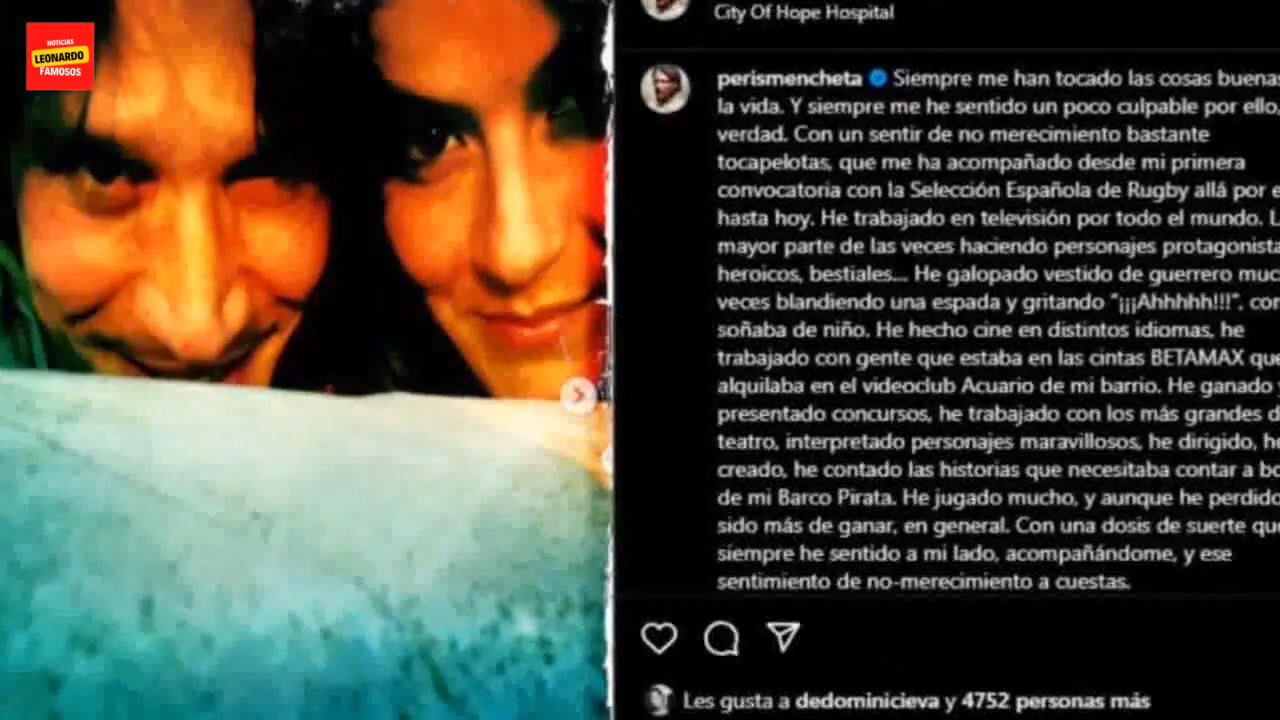 NOTICIAS
LEONARDO
FAMOSOS
City Of Hope Hospital
perismencheta Siempre me han tocado las cosas buenas
la vida. Y siempre me he sentido un poco culpable por ello,
verdad. Con un sentir de no merecimiento bastante
tocapelotas, que me ha acompañado desde mi primera
convocatoria con la Selección Española de Rugby allá por e
hasta hoy. He trabajado en televisión por todo el mundo. L
mayor parte de las veces haciendo personajes protagonista
heroicos, bestiales... He galopado vestido de guerrero muc
veces blandiendo una espada y gritando "¡¡¡Ahhhhh!!!", con
soñaba de niño. He hecho cine en distintos idiomas, he
trabajado con gente que estaba en las cintas BETAMAX que
alquilaba en el videoclub Acuario de mi barrio. He ganado
presentado concursos, he trabajado con los más grandes d
teatro, interpretado personajes maravillosos, he dirigido, he
creado, he contado las historias que necesitaba contar a bo
de mi Barco Pirata. He jugado mucho, y aunque he perdido
sido más de ganar, en general. Con una dosis de suerte que
siempre he sentido a mi lado, acompañándome, y ese
sentimiento de no-merecimiento a cuestas.
Les gusta a dedominicieva y 4752 personas más